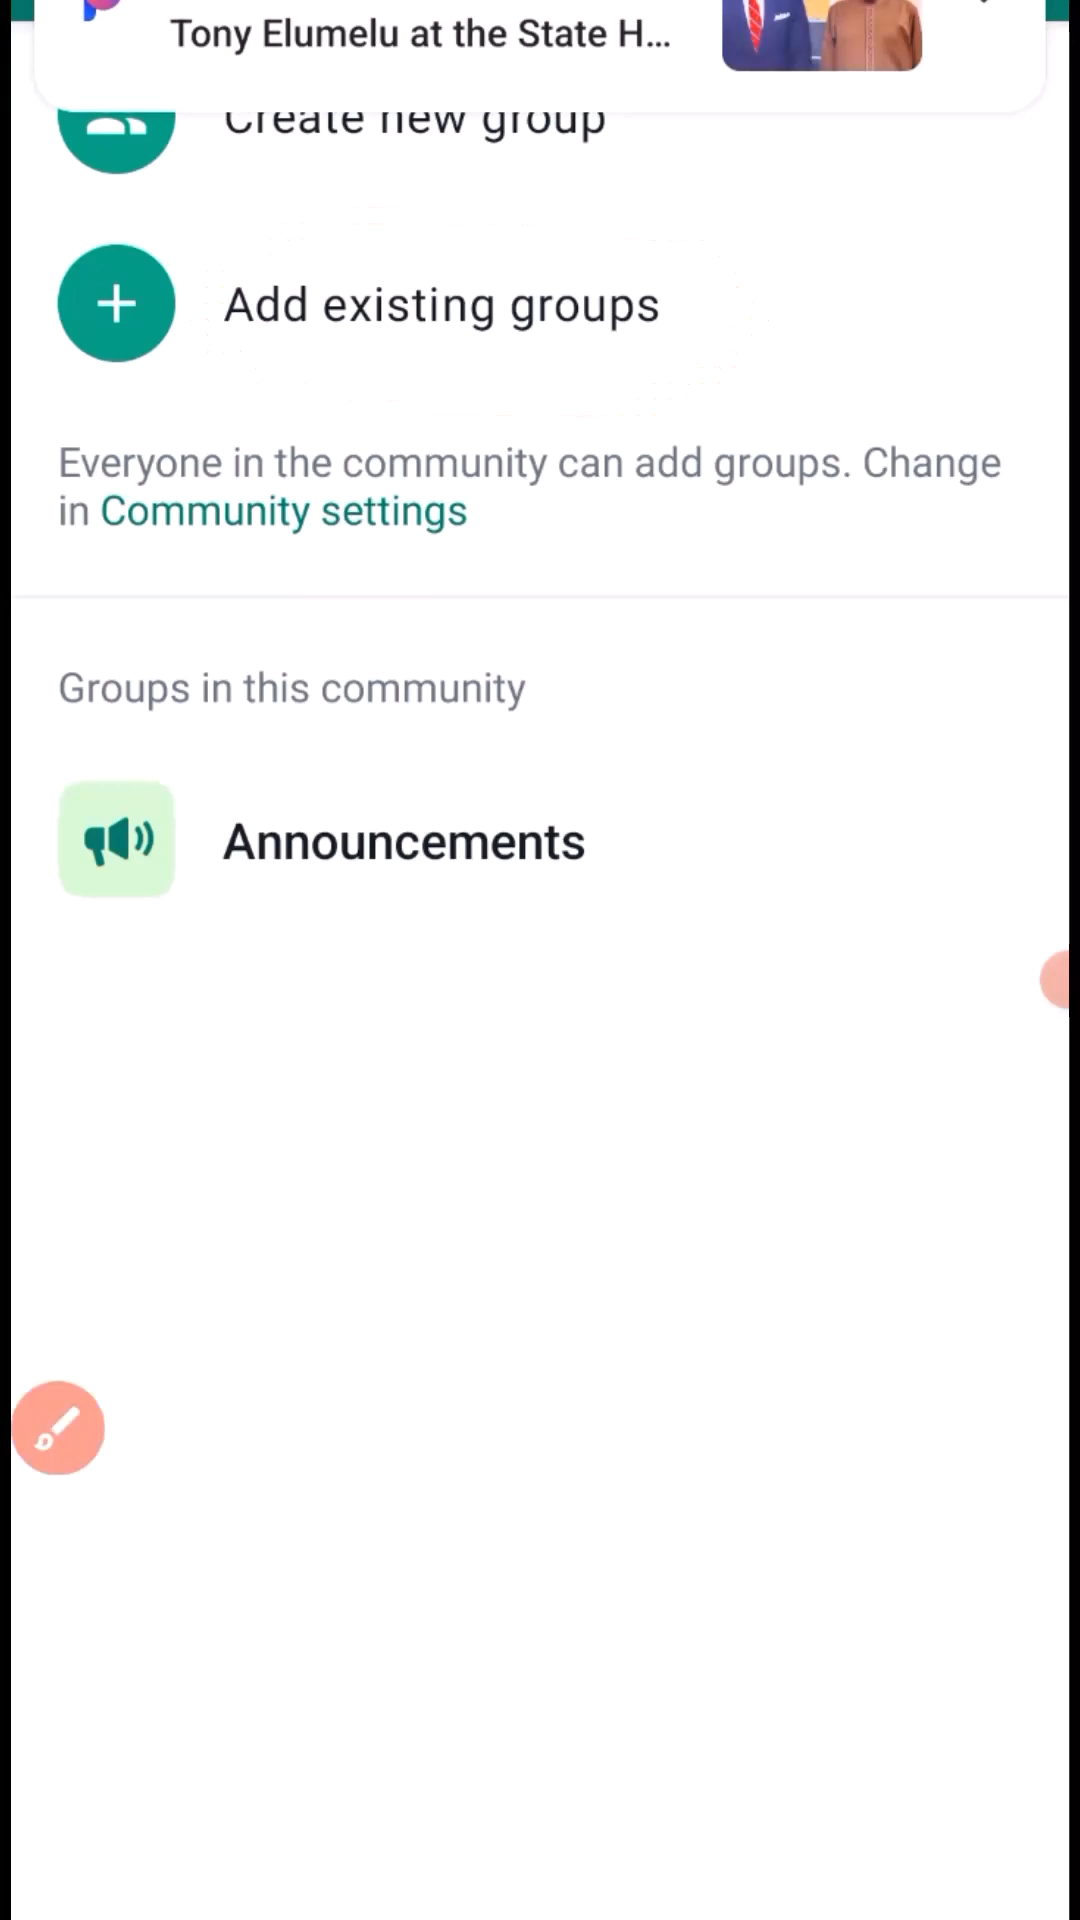 Tony Elumelu at the State H...
Create new group
Add existing groups
Everyone in the community can add groups. Change
in Community settings
Groups in this community
Announcements